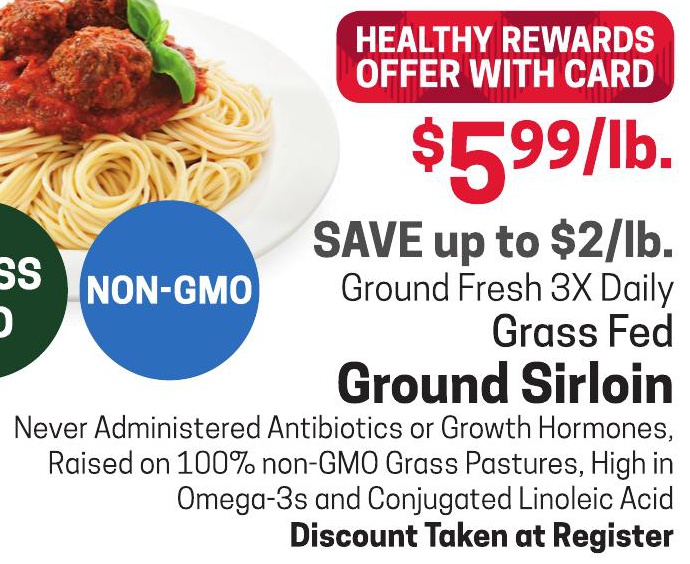 HEALTHY REWARDS
OFFER WITH CARD
$5.99/lb.
SAVE up to $2/lb.
Ground Fresh 3X Daily
Grass Fed
NON-GMO
Ground Sirloin
Never Administered Antibiotics or Growth Hormones,
Raised on 100% non-GMO Grass Pastures, High in
Omega-3s and Conjugated Linoleic Acid
Discount Taken at Register